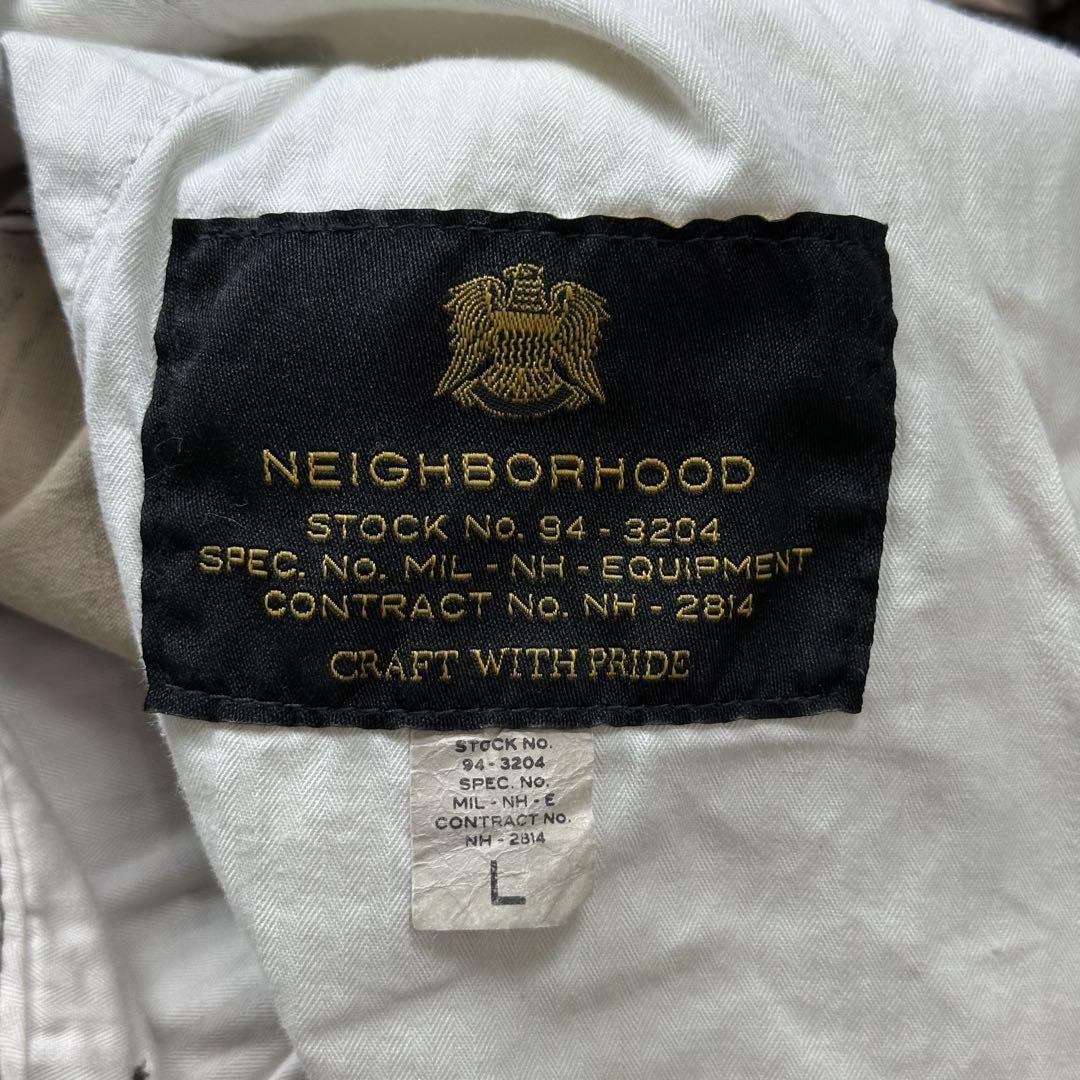 NEIGHBORHOOD
STOCK No. 94 - 3204
SPEC. No. MIL - NH - EQUIPMENT
CONTRACT No. NH - 2814
CRAFT WITH PRIDE
STOCK No.
94 - 3204
SPEC. No.
MIL - NH - E
CONTRACT No.
NH - 2814
L